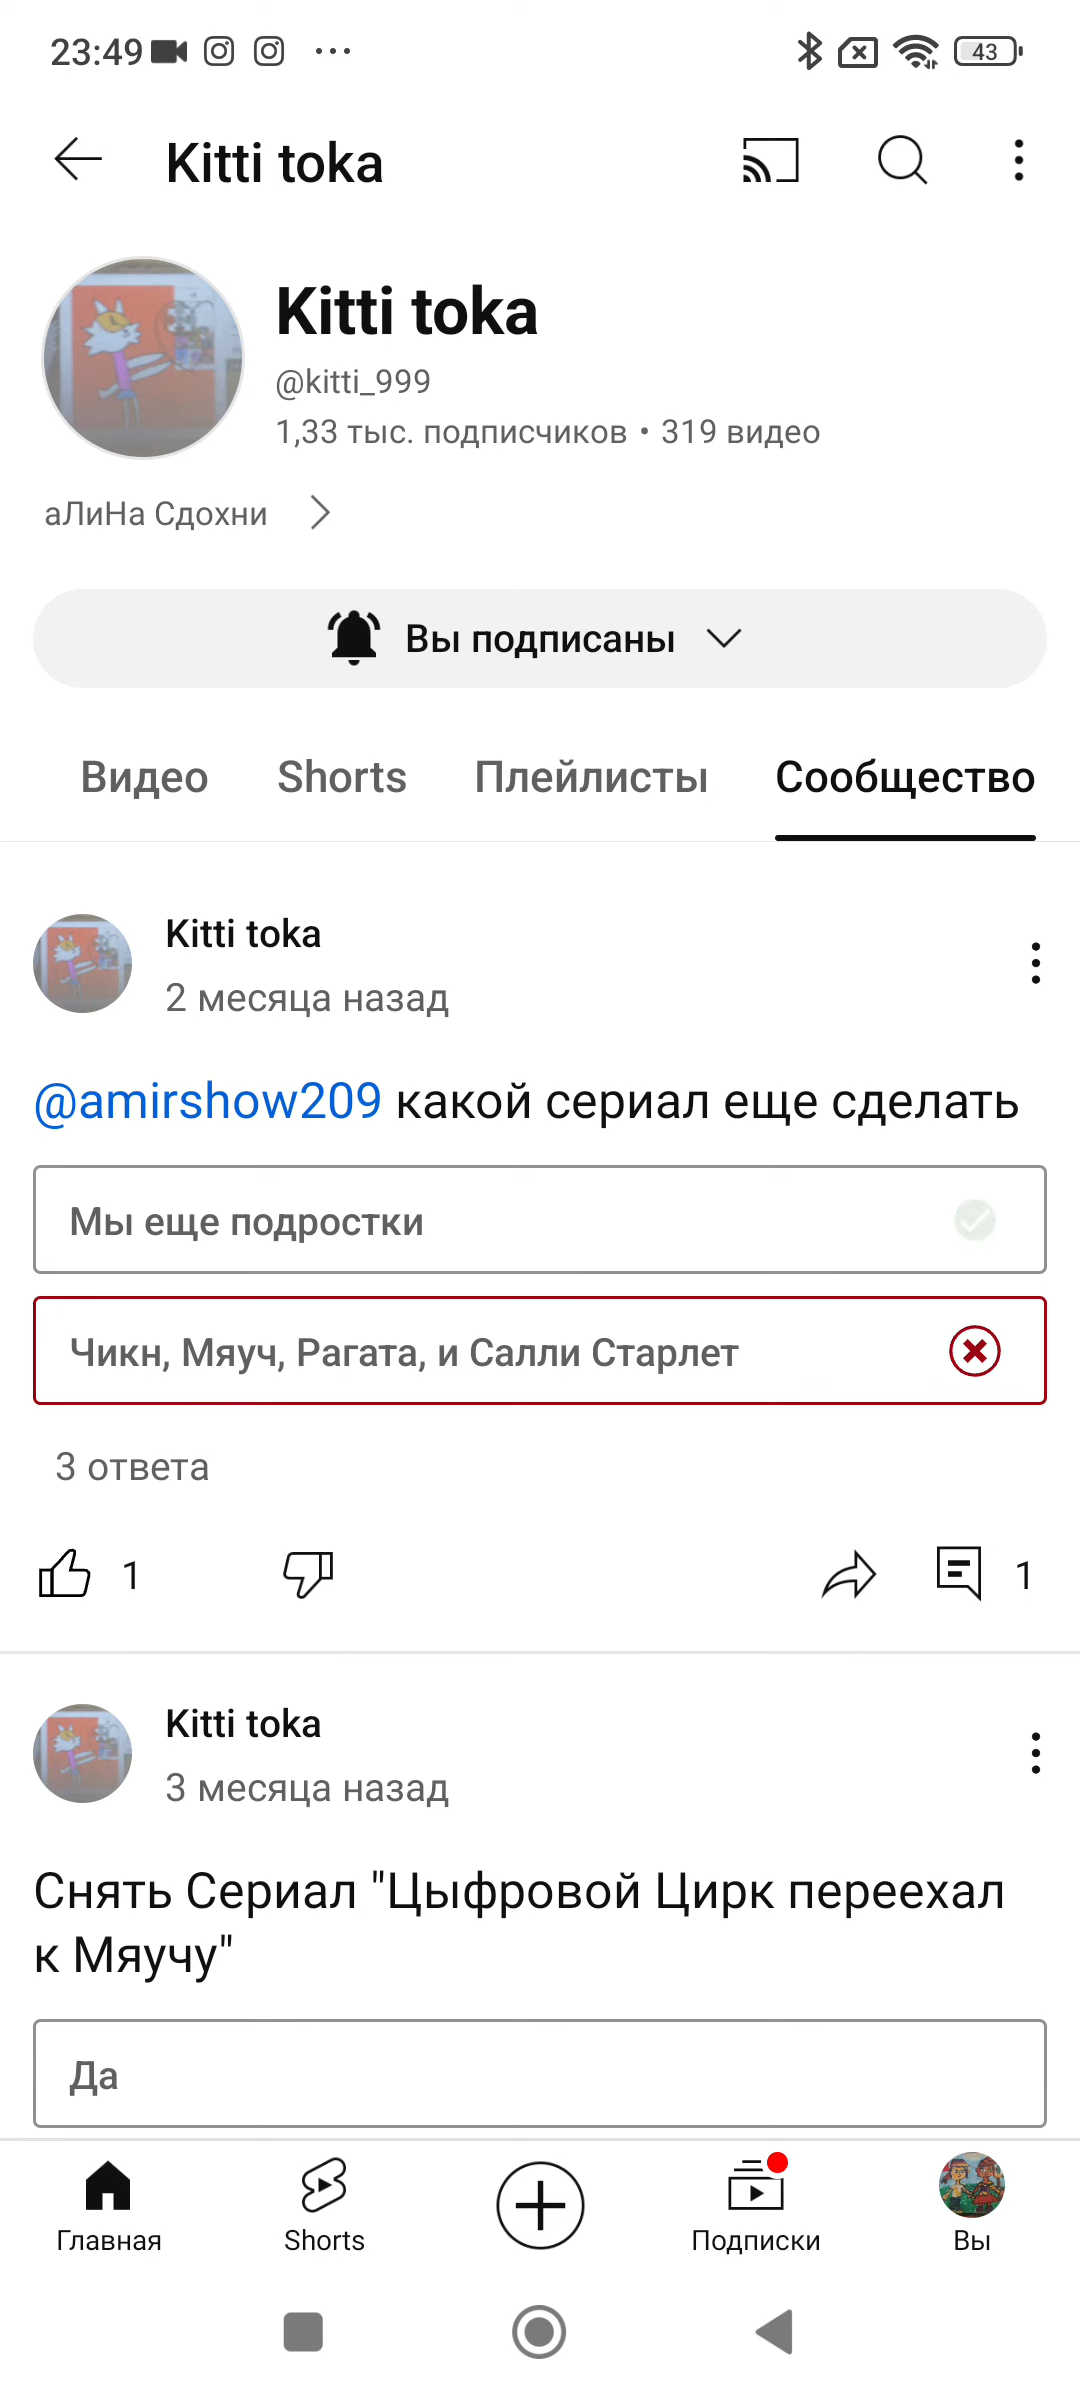 23:49
43
Kitti toka
Kitti toka
@kitti_999
1,33 тыс. подписчиков • 319 видео
аЛиНа Сдохни
Вы подписаны
Видео Shorts Плейлисты Сообщество
Kitti toka
2 месяца назад
@amirshow209 какой сериал еще сделать
Мы еще подростки
Чикн, Мяуч, Рагата, и Салли Старлет
3 ответа
1 1
Kitti toka
3 месяца назад
Снять Сериал "Цыфровой Цирк переехал
к Мяучу"
Да
Главная Shorts Подписки Вы